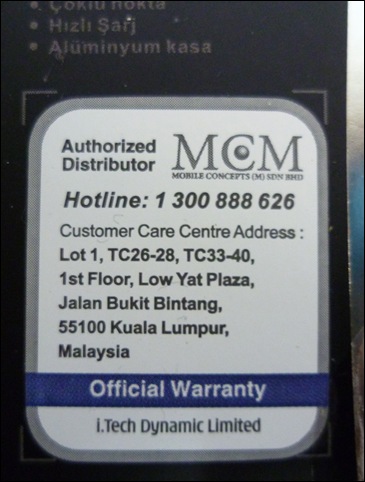 • Çoklu nokta
• Hızlı Şarj
• Alüminyum kasa
Authorized
Distributor
MCM
MOBILE CONCEPTS (M) SDN BHD
Hotline: 1 300 888 626
Customer Care Centre Address :
Lot 1, TC26-28, TC33-40,
1st Floor, Low Yat Plaza,
Jalan Bukit Bintang,
55100 Kuala Lumpur,
Malaysia
Official Warranty
i.Tech Dynamic Limited